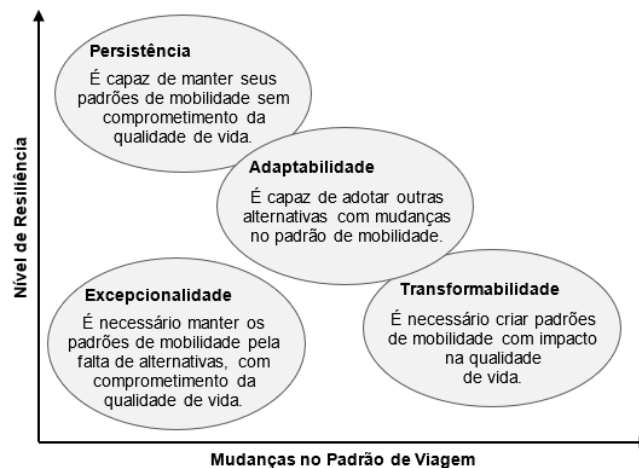 Persistência
É capaz de manter seus
padrões de mobilidade sem
comprometimento da
qualidade de vida.
Adaptabilidade
É capaz de adotar outras
alternativas com mudanças
no padrão de mobilidade.
Excepcionalidade
É necessário manter os
padrões de mobilidade pela
falta de alternativas, com
comprometimento da
qualidade de vida.
Transformabilidade
É necessário criar padrões
de mobilidade com impacto
na qualidade
de vida.
Nível de Resiliência
Mudanças no Padrão de Viagem